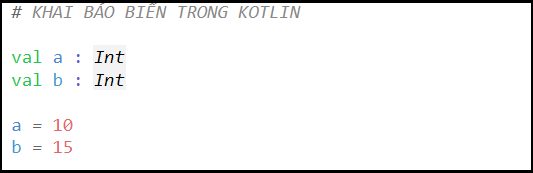 # KHAI BÁO BIẾN TRONG KOTLIN
val a : Int
val b : Int
a = 10
b = 15